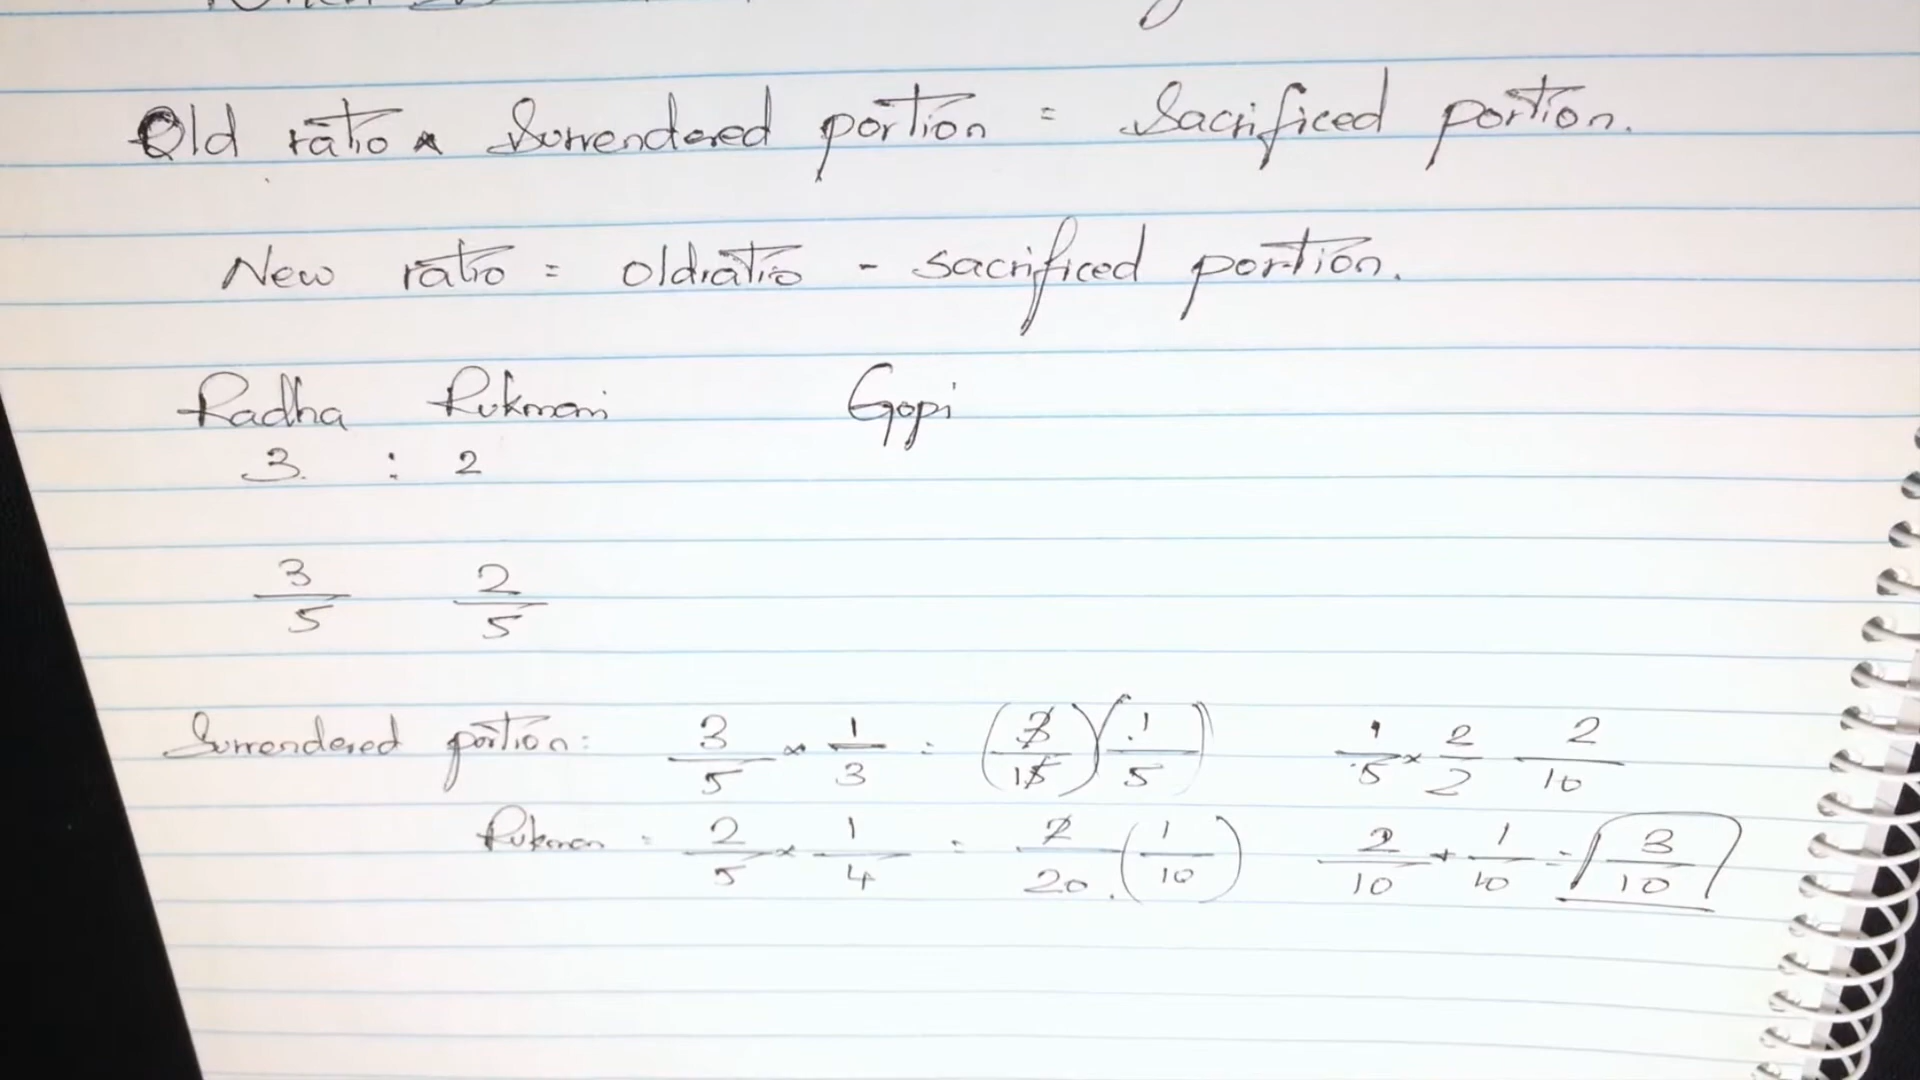 Old ratio × Surrendered portion = Sacrificed portion.
New ratio = old ratio - sacrificed portion.
Radha Rukmani Gopi
3 : 2
3/5 2/5
Surrendered portion: 3/5 × 1/3 = (3/15)(1/5) 1/5 × 2/2 2/10
Rukman = 2/5 × 1/4 = 2/20 (1/10) 2/10 + 1/10 = 3/10